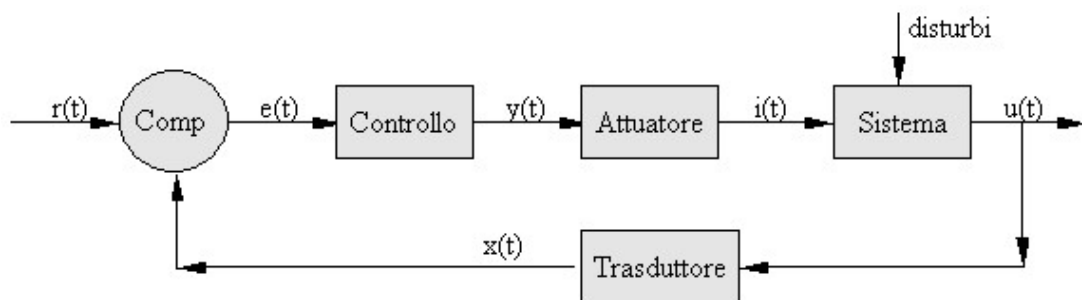 disturbi
r(t)
Comp
e(t)
Controllo
y(t)
Attuatore
i(t)
Sistema
u(t)
x(t)
Trasduttore